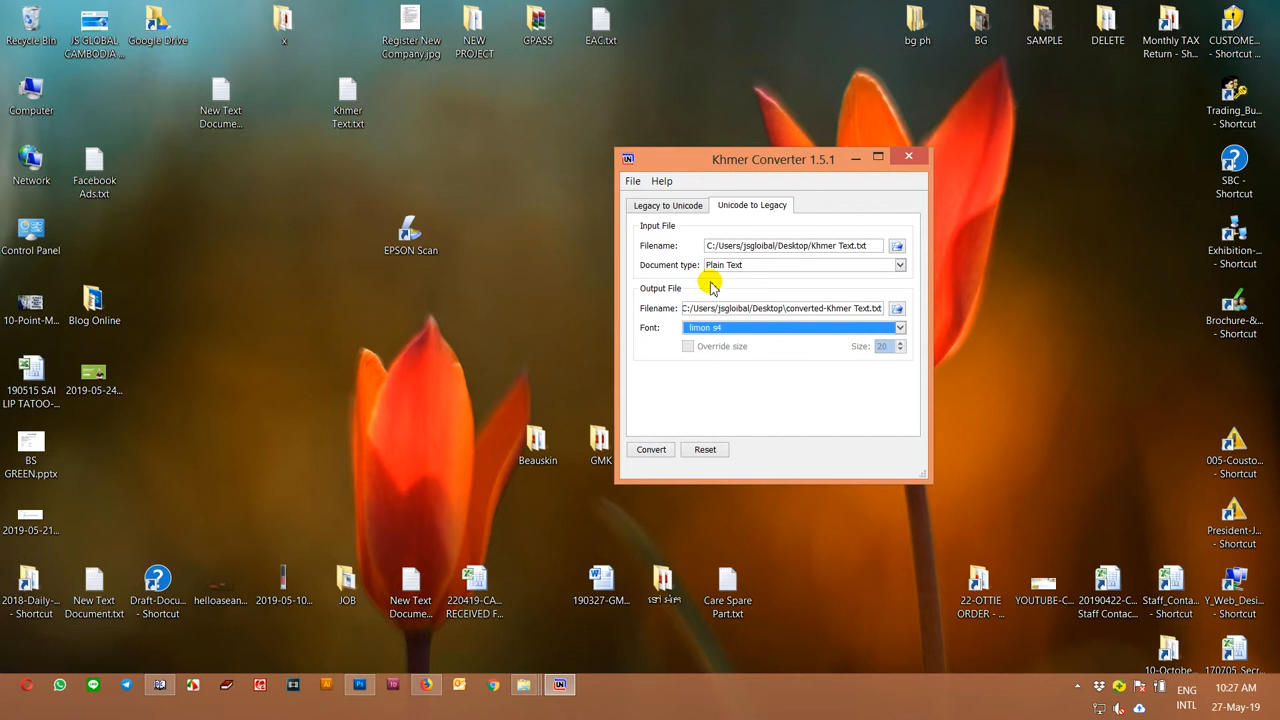 Recycle Bin
JS GLOBAL
CAMBODIA ...
Google Drive
x
Register New
Company.jpg
NEW
PROJECT
GPASS
EAC.txt
bg ph
BG
SAMPLE
DELETE
Monthly TAX
Return - Sh...
CUSTOME...
- Shortcut ...
Computer
New Text
Docume...
Khmer
Text.txt
Trading_Bu...
- Shortcut
Network
Facebook
Ads.txt
SBC -
Shortcut
Control Panel
EPSON Scan
Exhibition-...
- Shortcut
10-Point-M...
- Shortcut
Blog Online
Brochure-&...
- Shortcut
190515 SAI
LIP TATOO-...
2019-05-24...
BS
GREEN.pptx
Beauskin
GMK
005-Cousto...
- Shortcut
2019-05-21...
President-J...
- Shortcut
2018-Daily-...
- Shortcut
New Text
Document.txt
Draft-Docu...
- Shortcut
helloasean...
2019-05-10...
JOB
New Text
Docume...
220419-CA...
RECEIVED F...
190327-GM...
Care Spare
Part.txt
22-OTTIE
ORDER - ...
YOUTUBE-C...
20190422-C...
Staff Contac...
Staff_Conta...
- Shortcut
Y_Web_Desi...
- Shortcut
10-Octobe...
170705_Secr...
Khmer Converter 1.5.1
File Help
Legacy to Unicode Unicode to Legacy
Input File
Filename: C:/Users/jsgloibal/Desktop/Khmer Text.txt
Document type: Plain Text
Output File
Filename: C:/Users/jsgloibal/Desktop\converted-Khmer Text.txt
Font: limon s4
Override size Size: 20
Convert Reset
ENG
INTL
10:27 AM
27-May-19